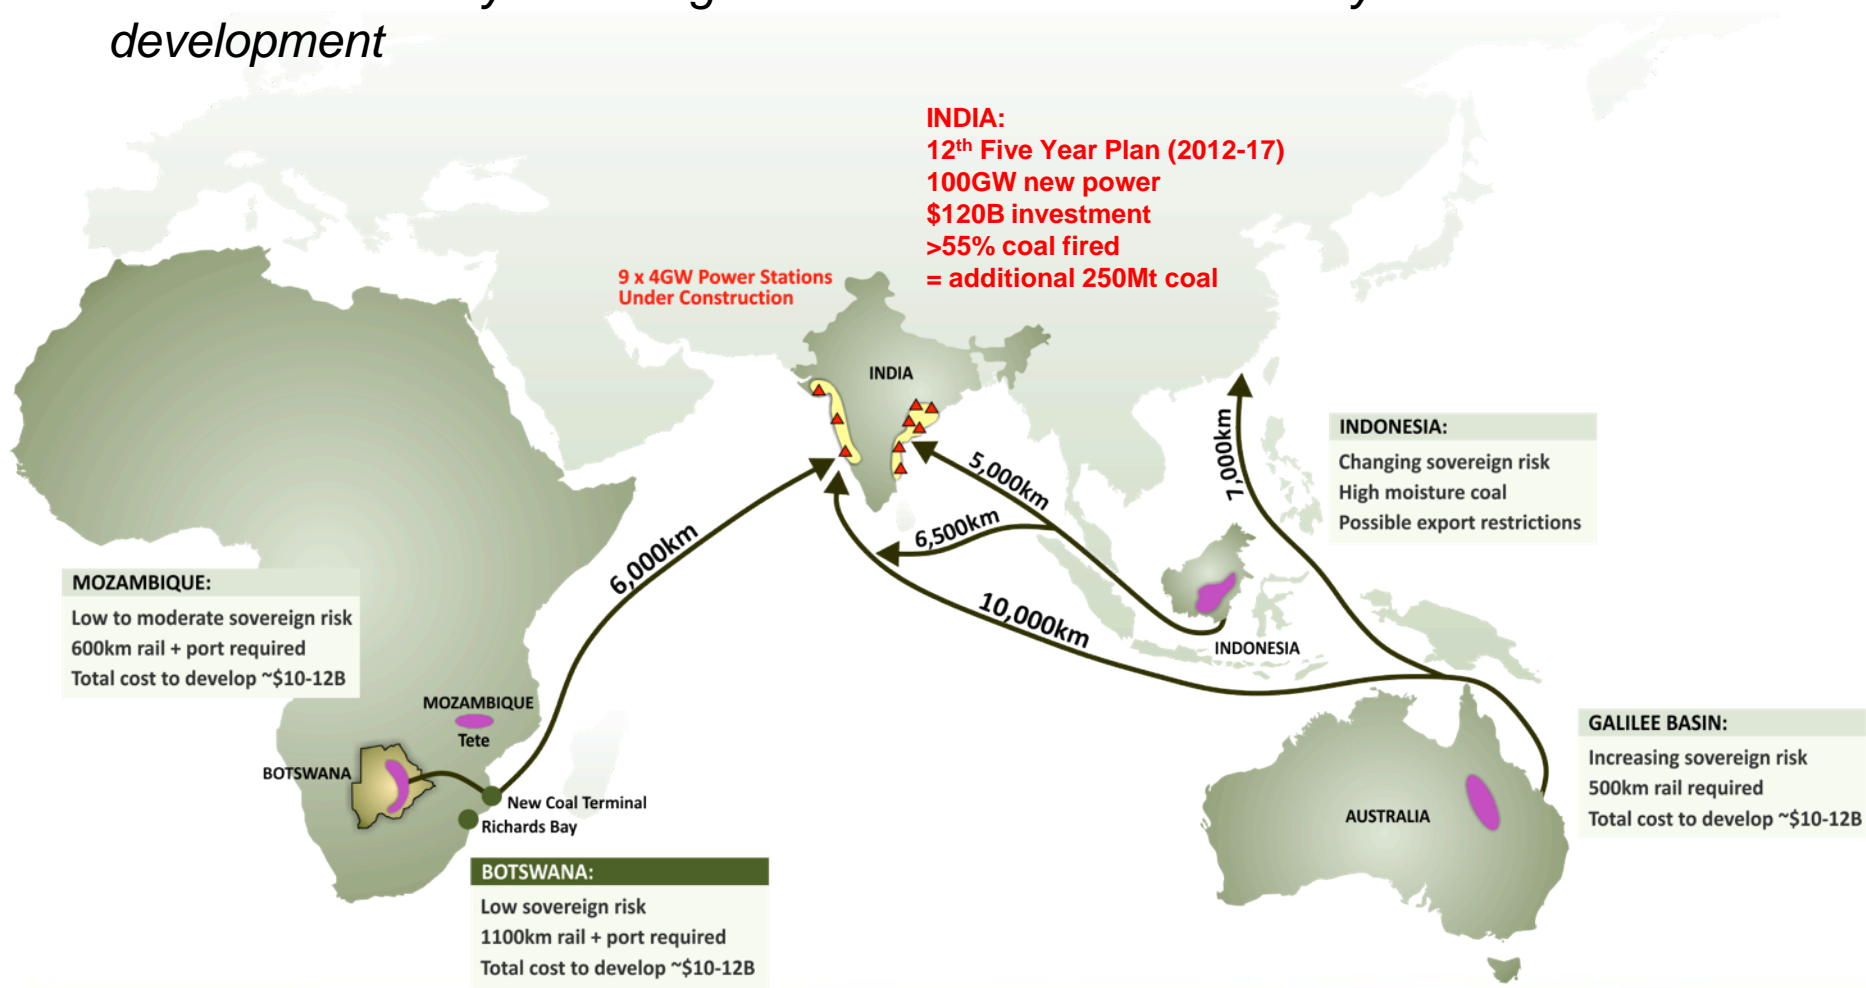 development
INDIA:
12th Five Year Plan (2012-17)
100GW new power
$120B investment
>55% coal fired
= additional 250Mt coal
9 x 4GW Power Stations
Under Construction
INDIA
7,000km
5,000km
6,500km
10,000km
6,000km
INDONESIA:
Changing sovereign risk
High moisture coal
Possible export restrictions
MOZAMBIQUE:
Low to moderate sovereign risk
600km rail + port required
Total cost to develop ~$10-12B
INDONESIA
MOZAMBIQUE
Tete
BOTSWANA
New Coal Terminal
Richards Bay
AUSTRALIA
GALILEE BASIN:
Increasing sovereign risk
500km rail required
Total cost to develop ~$10-12B
BOTSWANA:
Low sovereign risk
1100km rail + port required
Total cost to develop ~$10-12B